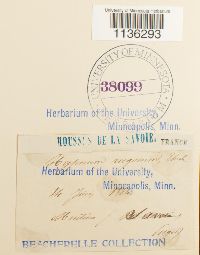 University of Minnesota Herbarium
1136293
UNIVERSITY OF MINNESOTA
38099
Herbarium of the University,
Minneapolis, Minn.
MOUSSES DE LA SAVOIE. FRANCE
Hypnum
Herbarium of the University,
Minneapolis, Minn.
BESCHERELLE COLLECTION